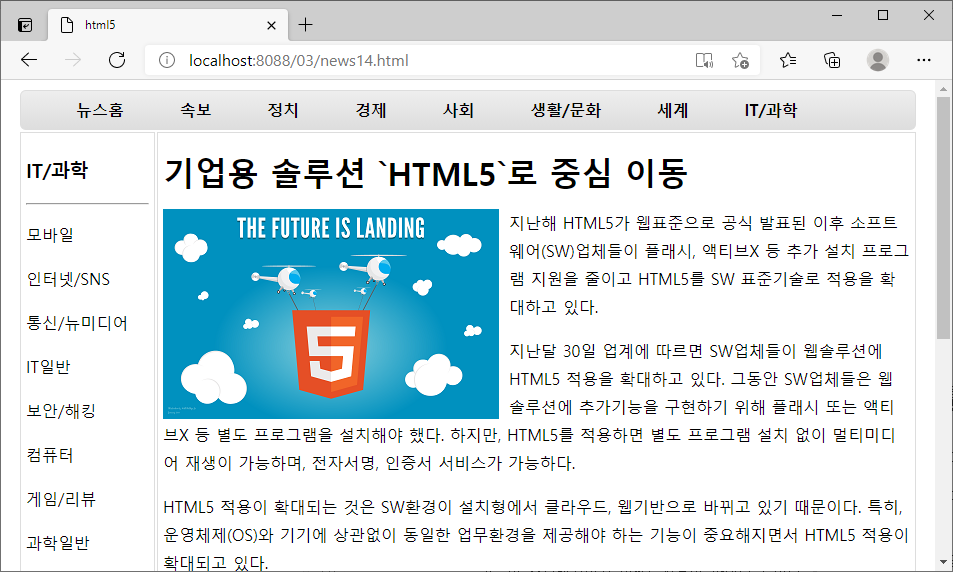 html5
localhost:8088/03/news14.html
뉴스홈 속보 정치 경제 사회 생활/문화 세계 IT/과학
IT/과학
모바일
인터넷/SNS
통신/뉴미디어
IT일반
보안/해킹
컴퓨터
게임/리뷰
과학일반
기업용 솔루션 `HTML5`로 중심 이동
THE FUTURE IS LANDING
5
지난해 HTML5가 웹표준으로 공식 발표된 이후 소프트
웨어(SW)업체들이 플래시, 액티브X 등 추가 설치 프로그
램 지원을 줄이고 HTML5를 SW 표준기술로 적용을 확
대하고 있다.
지난달 30일 업계에 따르면 SW업체들이 웹솔루션에
HTML5 적용을 확대하고 있다. 그동안 SW업체들은 웹
솔루션에 추가기능을 구현하기 위해 플래시 또는 액티
브X 등 별도 프로그램을 설치해야 했다. 하지만, HTML5를 적용하면 별도 프로그램 설치 없이 멀티미디
어 재생이 가능하며, 전자서명, 인증서 서비스가 가능하다.
HTML5 적용이 확대되는 것은 SW환경이 설치형에서 클라우드, 웹기반으로 바뀌고 있기 때문이다. 특히,
운영체제(OS)와 기기에 상관없이 동일한 업무환경을 제공해야 하는 기능이 중요해지면서 HTML5 적용이
확대되고 있다.